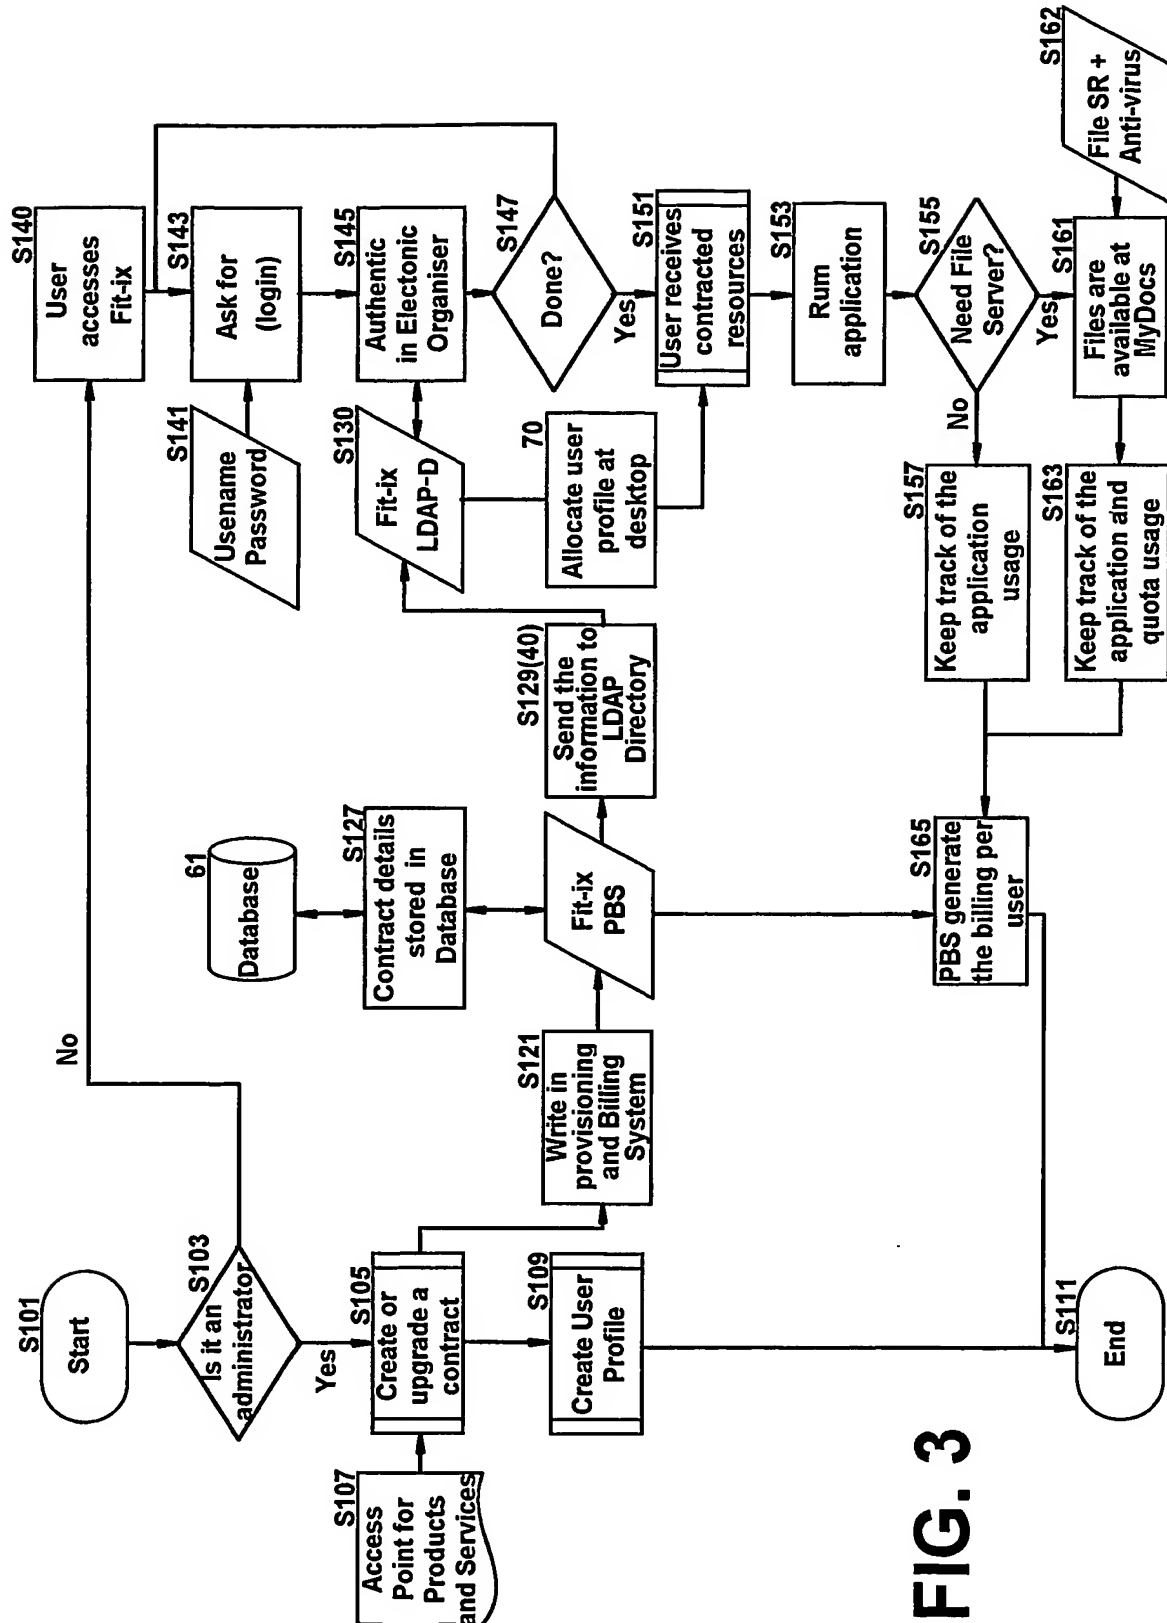 S101
Start
S103
Is it an
administrator
No
Yes
S105
Create or
upgrade a
contract
S107
Access
Point for
Products
and Services
S109
Create User
Profile
S111
End
S121
Write in
provisioning
and Billing
System
61
Database
S127
Contract details
stored in
Database
Fit-ix
PBS
S129(40)
Send the
information to
LDAP
Directory
S130
Fit-ix
LDAP-D
70
Allocate user
profile at
desktop
S140
User
accesses
Fit-ix
S141
Usename
Password
S143
Ask for
(login)
S145
Authentic
in Electonic
Organiser
S147
Done?
Yes
S151
User receives
contracted
resources
S153
Rum
application
S155
Need File
Server?
No
Yes
S157
Keep track of the
application
usage
S161
Files are
available at
MyDocs
S162
File SR +
Anti-virus
S163
Keep track of the
application and
quota usage
S165
PBS generate
the billing per
user
FIG. 3